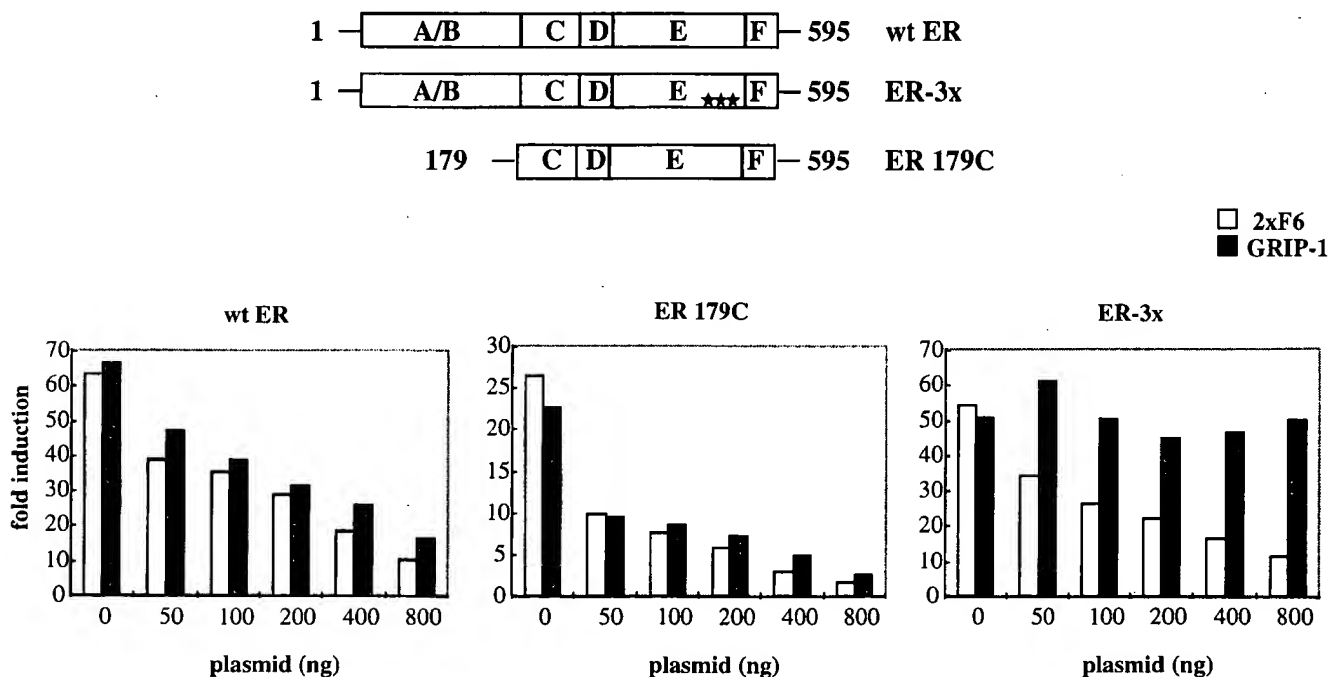 1 A/B C D E F 595 wt ER
1 A/B C D E ★★★ F 595 ER-3x
179 C D E F 595 ER 179C
2xF6
GRIP-1
wt ER
70
60
50
40
30
20
10
0
fold induction
0 50 100 200 400 800
plasmid (ng)
ER 179C
30
25
20
15
10
5
0
0 50 100 200 400 800
plasmid (ng)
ER-3x
70
60
50
40
30
20
10
0
0 50 100 200 400 800
plasmid (ng)